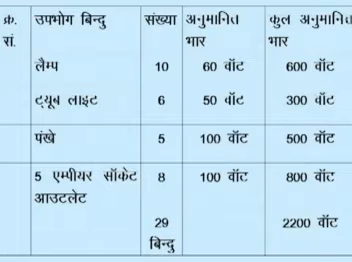 क्र. उपभोग बिन्दु संख्या अनुमानित कुल अनुमानित
सं. भार भार
लैम्प 10 60 वॉट 600 वॉट
ट्यूब लाइट 6 50 वॉट 300 वॉट
पंखे 5 100 वॉट 500 वॉट
5 एम्पीयर सॉकेट 8 100 वॉट 800 वॉट
आउटलेट
29 2200 वॉट
बिन्दु